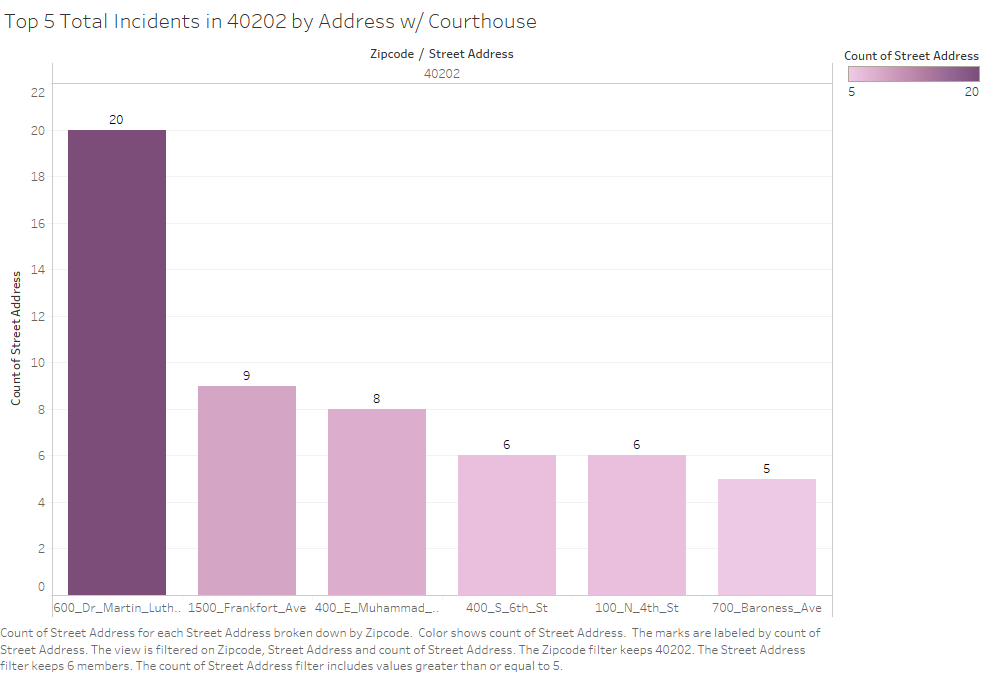 Top 5 Total Incidents in 40202 by Address w/ Courthouse
Zipcode / Street Address
40202
Count of Street Address
5 20
Count of Street Address
22
20
18
16
14
12
10
8
6
4
2
0
20
9
8
6
6
5
600_Dr_Martin_Luth.. 1500_Frankfort_Ave 400_E_Muhammad_.. 400_S_6th_St 100_N_4th_St 700_Baroness_Ave
Count of Street Address for each Street Address broken down by Zipcode. Color shows count of Street Address. The marks are labeled by count of
Street Address. The view is filtered on Zipcode, Street Address and count of Street Address. The Zipcode filter keeps 40202. The Street Address
filter keeps 6 members. The count of Street Address filter includes values greater than or equal to 5.